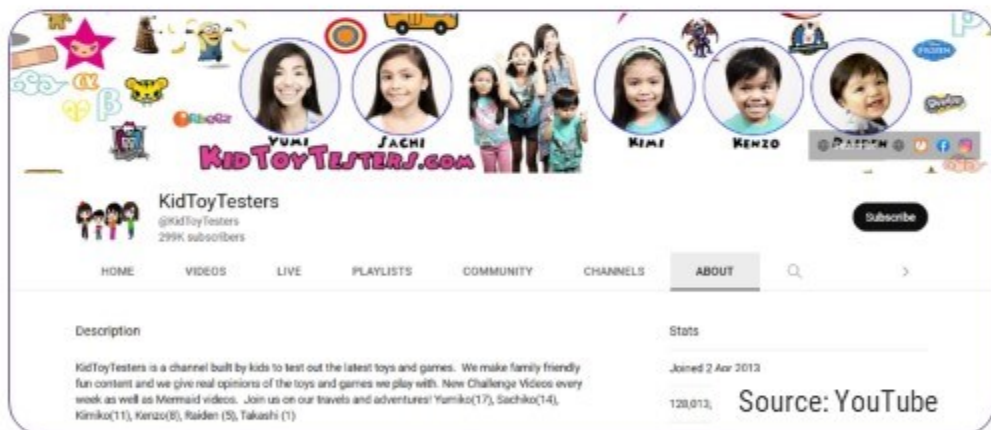 Orbeez
YUMI
SACHI
KIMI
KENZO
RAIDEN
KIDTOYTESTERS.COM
KidToyTesters
@KidToyTesters
299K subscribers
Subscribe
HOME VIDEOS LIVE PLAYLISTS COMMUNITY CHANNELS ABOUT
Description
Stats
KidToyTesters is a channel built by kids to test out the latest toys and games. We make family friendly
fun content and we give real opinions of the toys and games we play with. New Challenge Videos every
week as well as Mermaid videos. Join us on our travels and adventures! Yumiko(17), Sachiko(14),
Kimiko(11), Kenzo(8), Raiden (5), Takashi (1)
Joined 2 Apr 2013
128,013,
Source: YouTube